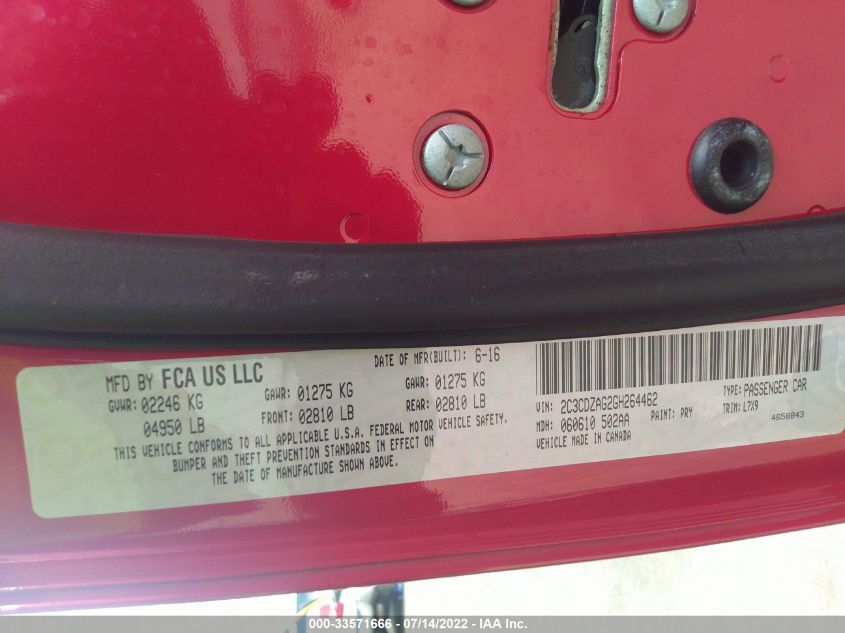 MFD BY FCA US LLC
DATE OF MFR(BUILT): 6-16
GVWR: 02246 KG
04950 LB
GAWR: 01275 KG
FRONT: 02810 LB
GAWR: 01275 KG
REAR: 02810 LB
THIS VEHICLE CONFORMS TO ALL APPLICABLE U.S.A. FEDERAL MOTOR VEHICLE SAFETY,
BUMPER AND THEFT PREVENTION STANDARDS IN EFFECT ON
THE DATE OF MANUFACTURE SHOWN ABOVE.
VIN: 2C3CDZAG2GH264462
TYPE: PASSENGER CAR
MDH: 060610 502AA
PAINT: PRY
TRIM: L7X9
VEHICLE MADE IN CANADA
4658843
000-33571666 - 07/14/2022 - IAA Inc.